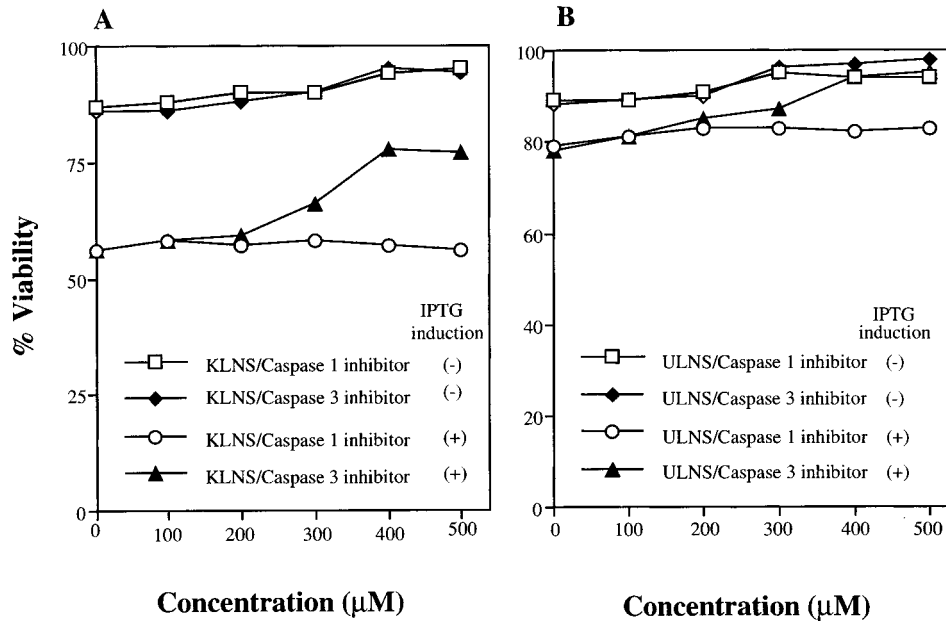 A
100
75
50
25
0
% Viability
IPTG
induction
KLNS/Caspase 1 inhibitor (-)
KLNS/Caspase 3 inhibitor (-)
KLNS/Caspase 1 inhibitor (+)
KLNS/Caspase 3 inhibitor (+)
0 100 200 300 400 500
Concentration (μM)
B
100
80
60
40
20
0
IPTG
induction
ULNS/Caspase 1 inhibitor (-)
ULNS/Caspase 3 inhibitor (-)
ULNS/Caspase 1 inhibitor (+)
ULNS/Caspase 3 inhibitor (+)
0 100 200 300 400 500
Concentration (μM)